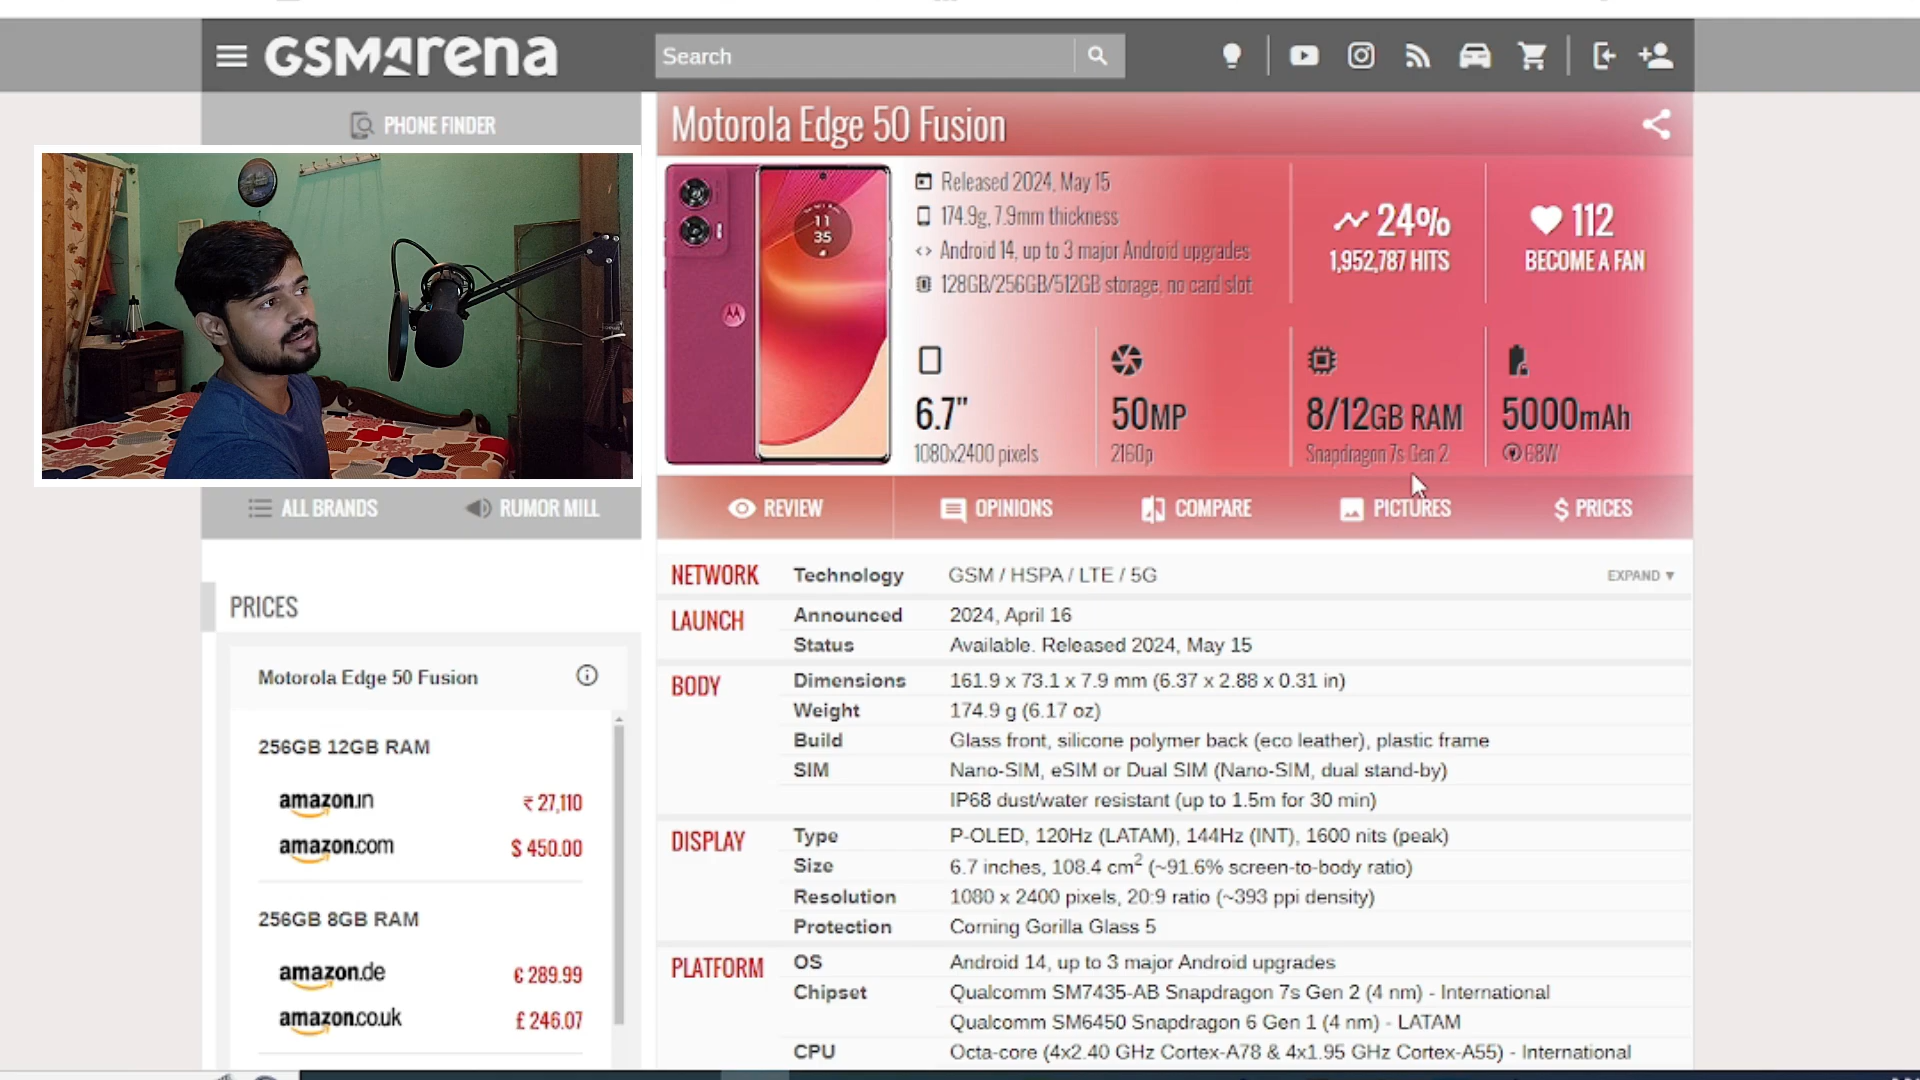 GSMArena
Search
PHONE FINDER
Motorola Edge 50 Fusion
Released 2024, May 15
174.9g, 7.9mm thickness
Android 14, up to 3 major Android upgrades
128GB/256GB/512GB storage, no card slot
24%
1,952,787 HITS
112
BECOME A FAN
11
35
6.7"
1080x2400 pixels
50MP
2160p
8/12GB RAM
Snapdragon 7s Gen 2
5000mAh
68W
ALL BRANDS
RUMOR MILL
REVIEW
OPINIONS
COMPARE
PICTURES
$ PRICES
PRICES
Motorola Edge 50 Fusion
256GB 12GB RAM
amazon.in ₹ 27,110
amazon.com $ 450.00
256GB 8GB RAM
amazon.de € 289.99
amazon.co.uk £ 246.07
NETWORK Technology GSM / HSPA / LTE / 5G EXPAND ▼
LAUNCH Announced 2024, April 16
Status Available. Released 2024, May 15
BODY Dimensions 161.9 x 73.1 x 7.9 mm (6.37 x 2.88 x 0.31 in)
Weight 174.9 g (6.17 oz)
Build Glass front, silicone polymer back (eco leather), plastic frame
SIM Nano-SIM, eSIM or Dual SIM (Nano-SIM, dual stand-by)
IP68 dust/water resistant (up to 1.5m for 30 min)
DISPLAY Type P-OLED, 120Hz (LATAM), 144Hz (INT), 1600 nits (peak)
Size 6.7 inches, 108.4 cm2 (~91.6% screen-to-body ratio)
Resolution 1080 x 2400 pixels, 20:9 ratio (~393 ppi density)
Protection Corning Gorilla Glass 5
PLATFORM OS Android 14, up to 3 major Android upgrades
Chipset Qualcomm SM7435-AB Snapdragon 7s Gen 2 (4 nm) - International
Qualcomm SM6450 Snapdragon 6 Gen 1 (4 nm) - LATAM
CPU Octa-core (4x2.40 GHz Cortex-A78 & 4x1.95 GHz Cortex-A55) - International